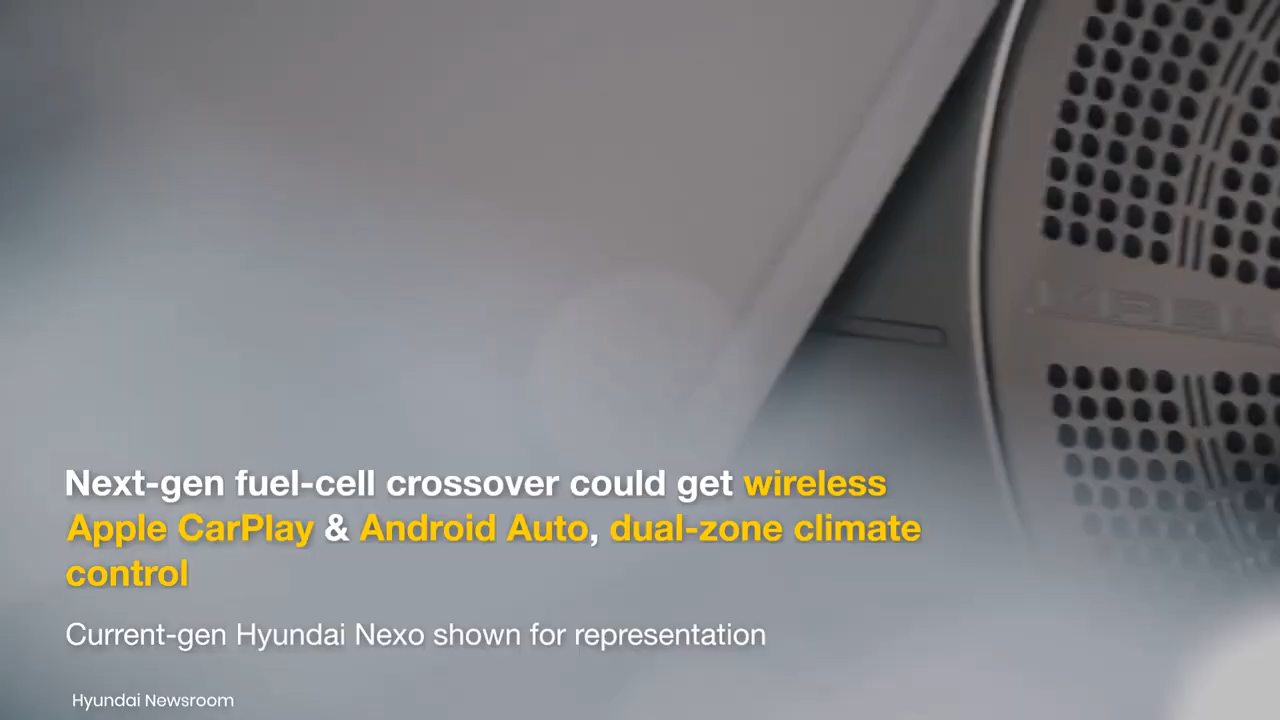 Next-gen fuel-cell crossover could get wireless
Apple CarPlay & Android Auto, dual-zone climate
control
Current-gen Hyundai Nexo shown for representation
Hyundai Newsroom